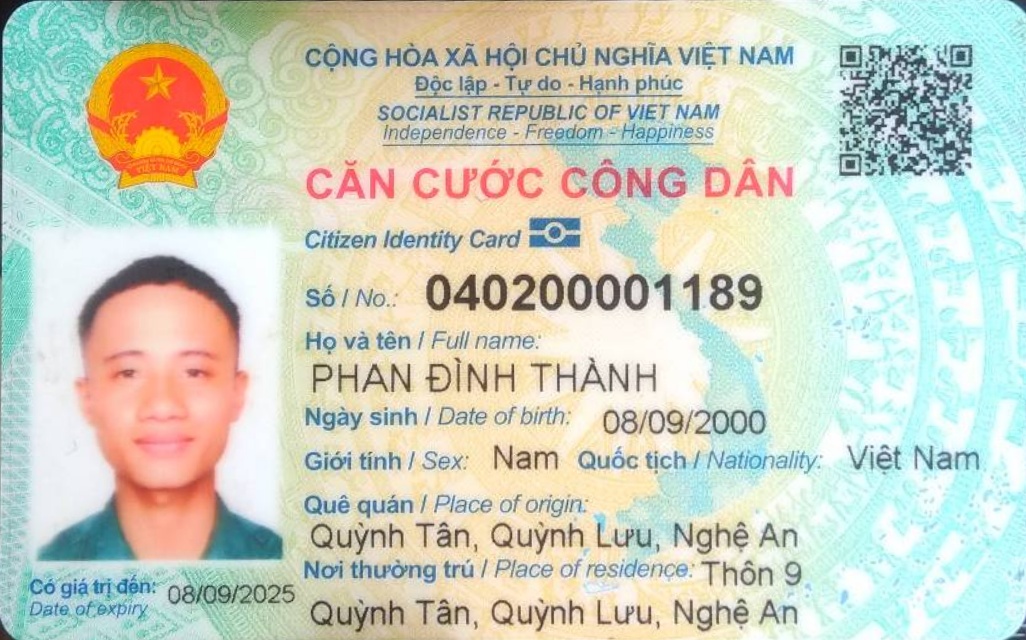 CỘNG HÒA XÃ HỘI CHỦ NGHĨA VIỆT NAM
Độc lập - Tự do - Hạnh phúc
SOCIALIST REPUBLIC OF VIET NAM
Independence - Freedom - Happiness
CĂN CƯỚC CÔNG DÂN
Citizen Identity Card
Số / No.: 040200001189
Họ và tên / Full name:
PHAN ĐÌNH THÀNH
Ngày sinh / Date of birth: 08/09/2000
Giới tính / Sex: Nam Quốc tịch / Nationality: Việt Nam
Quê quán / Place of origin:
Quỳnh Tân, Quỳnh Lưu, Nghệ An
Nơi thường trú / Place of residence: Thôn 9
Quỳnh Tân, Quỳnh Lưu, Nghệ An
Có giá trị đến: 08/09/2025
Date of expiry